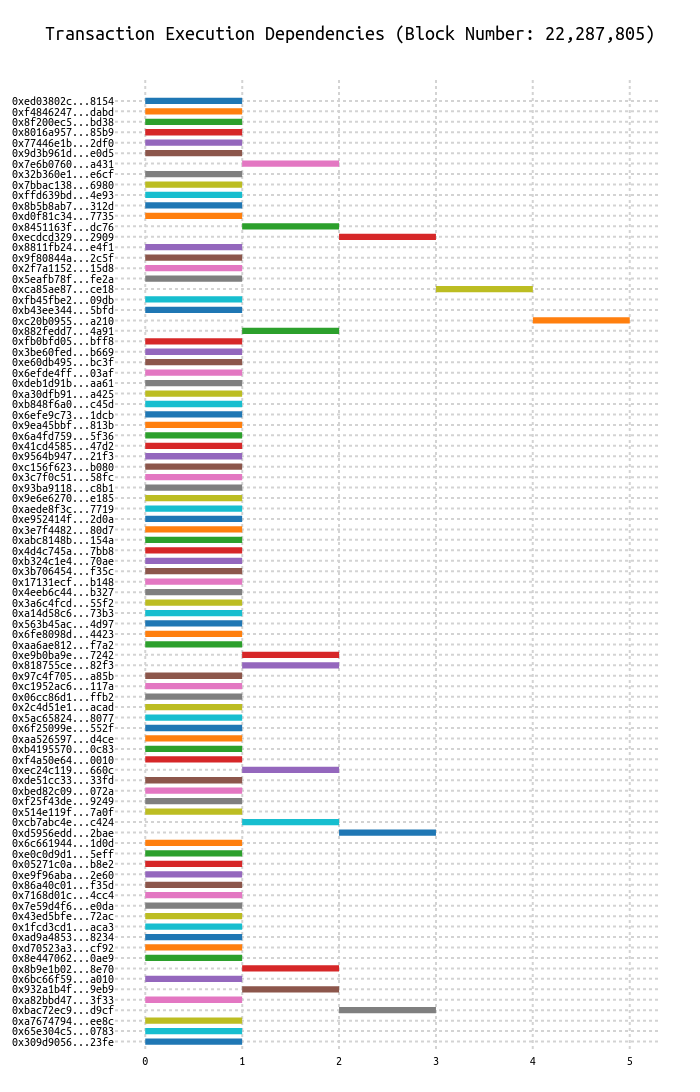 Transaction Execution Dependencies (Block Number: 22,287,805)
0xed03802c...8154
0xf4846247...dabd
0x8f200ec5...bd38
0x8016a957...85b9
0x77446e1b...2df0
0x9d3b961d...e0d5
0x7e6b0760...a431
0x32b360e1...e6cf
0x7bbac138...6980
0xffd639bd...4e93
0x8b5b8ab7...312d
0xd0f81c34...7735
0x8451163f...dc76
0xecdcd329...2909
0x8811fb24...e4f1
0x9f80844a...2c5f
0x2f7a1152...15d8
0x5eafb78f...fe2a
0xca85ae87...ce18
0xfb45fbe2...09db
0xb43ee344...5bfd
0xc20b0955...a210
0x882fedd7...4a91
0xfb0bfd05...bff8
0x3be60fed...b669
0xe60db495...bc3f
0x6efde4ff...03af
0xdeb1d91b...aa61
0xa30dfb91...a425
0xb848f6a0...c45d
0x6efe9c73...1dcb
0x9ea45bbf...813b
0x6a4fd759...5f36
0x41cd4585...47d2
0x9564b947...21f3
0xc156f623...b080
0x3c7f0c51...58fc
0x93ba9118...c8b1
0x9e6e6270...e185
0xaede8f3c...7719
0xe952414f...2d0a
0x3e7f4482...80d7
0xabc8148b...154a
0x4d4c745a...7bb8
0xb324c1e4...70ae
0x3b706454...f35c
0x17131ecf...b148
0x4eeb6c44...b327
0x3a6c4fcd...55f2
0xa14d58c6...73b3
0x563b45ac...4d97
0x6fe8098d...4423
0xaa6ae812...f7a2
0xe9b0ba9e...7242
0x818755ce...82f3
0x97c4f705...a85b
0xc1952ac6...117a
0x06cc86d1...ffb2
0x2c4d51e1...acad
0x5ac65824...8077
0x6f25099e...552f
0xaa526597...d4ce
0xb4195570...0c83
0xf4a50e64...0010
0xec24c119...660c
0xde51cc33...33fd
0xbed82c09...072a
0xf25f43de...9249
0x514e119f...7a0f
0xcb7abc4e...c424
0xd5956edd...2bae
0x6c661944...1d0d
0xe0c0d9d1...5eff
0x05271c0a...b8e2
0xe9f96aba...2e60
0x86a40c01...f35d
0x7168d01c...4cc4
0x7e59d4f6...e0da
0x43ed5bfe...72ac
0x1fcd3cd1...aca3
0xad9a4853...8234
0xd70523a3...cf92
0x8e447062...0ae9
0x8b9e1b02...8e70
0x6bc66f59...a010
0x932a1b4f...9eb9
0xa82bbd47...3f33
0xbac72ec9...d9cf
0xa7674794...ee8c
0x65e304c5...0783
0x309d9056...23fe
0 1 2 3 4 5